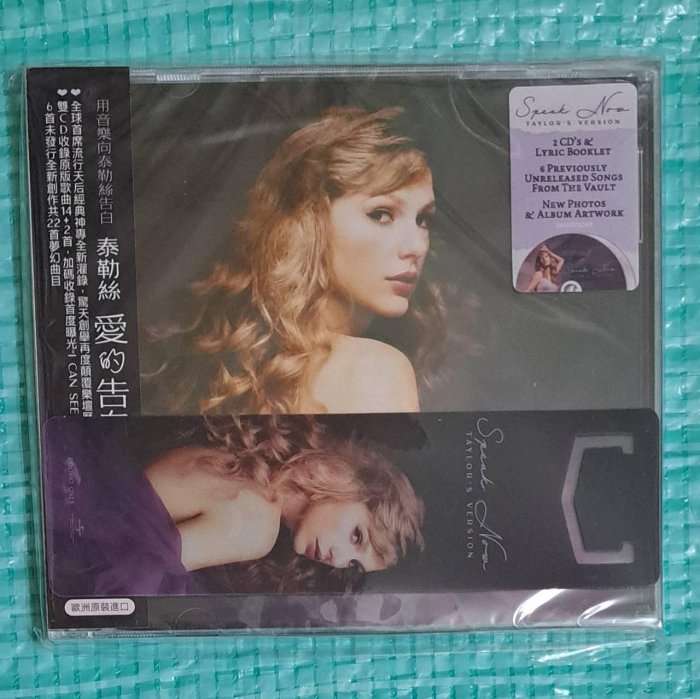 用音樂向泰勒絲告白
泰勒絲 愛的告白
❤全球首席流行天后經典神專全新灌錄，驚天創舉再度顛覆樂壇
❤雙CD收錄原版歌曲14+2首，加碼收錄首度曝光"I CAN SEE
6首未發行全新創作共22首夢幻曲目
歐洲原裝進口
Speak Now
TAYLOR'S VERSION
2 CD's &
LYRIC BOOKLET
6 PREVIOUSLY
UNRELEASED SONGS
FROM THE VAULT
NEW PHOTOS
& ALBUM ARTWORK
Speak Now
Speak Now
TAYLOR'S VERSION